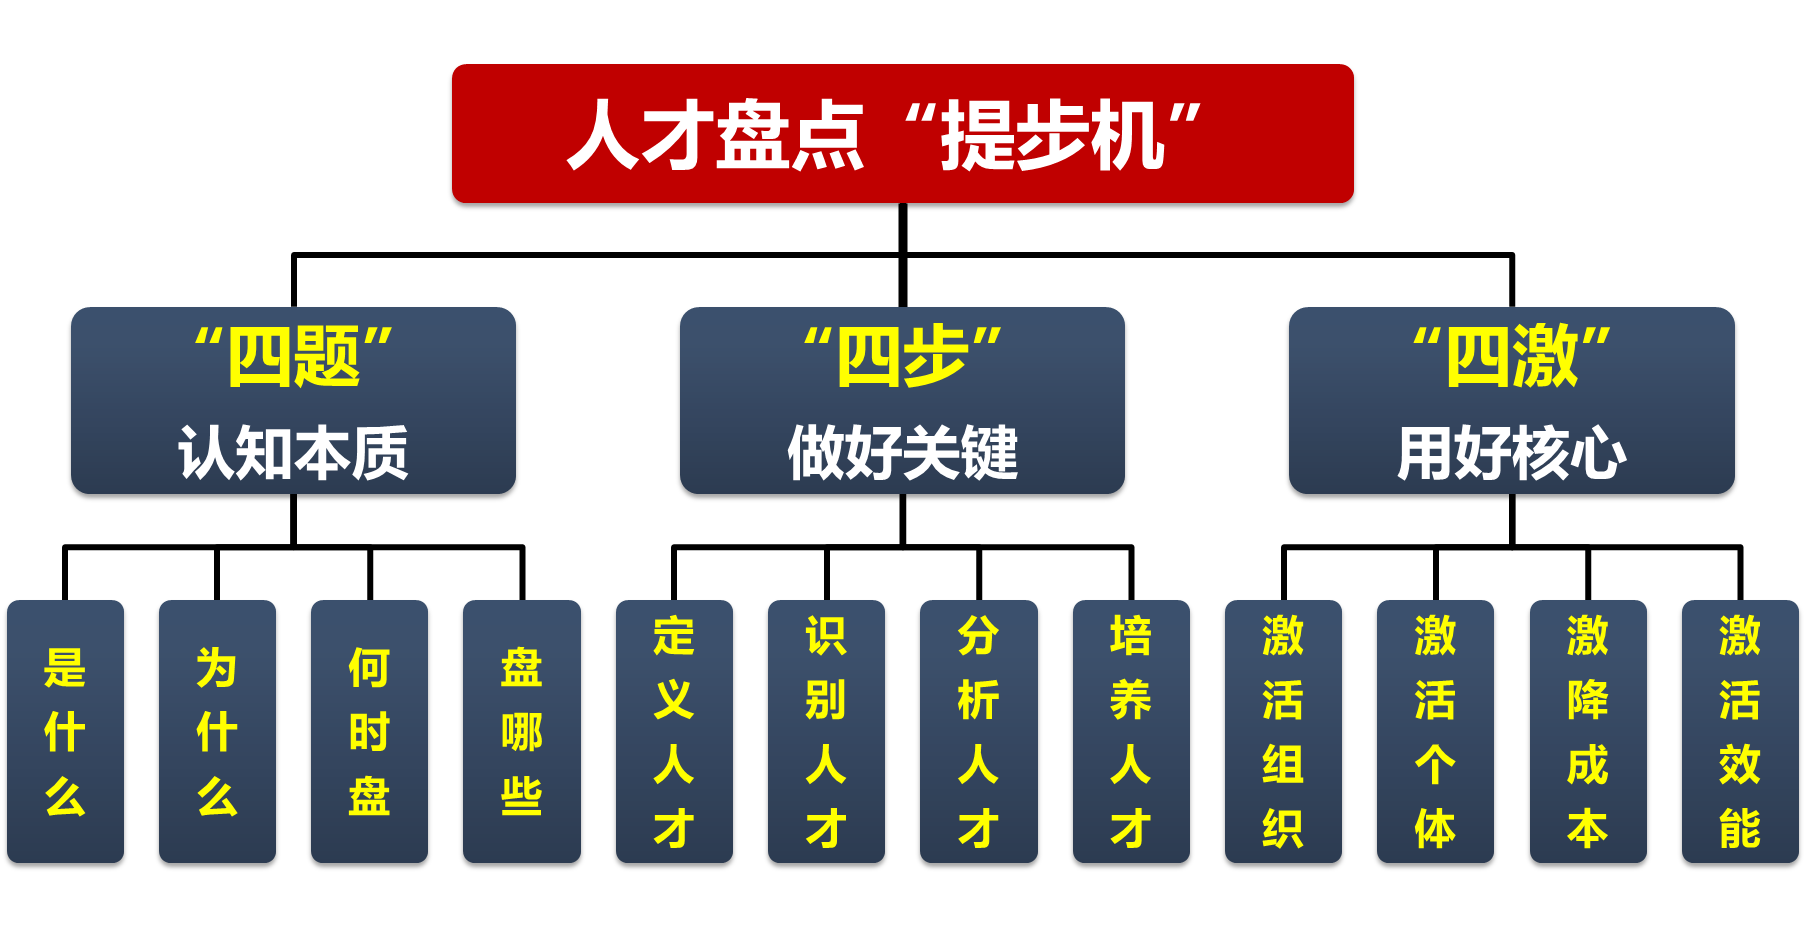 人才盘点 “提步机”
“四题”
认知本质
“四步”
做好关键
“四激”
用好核心
是什么
为什么
何时盘
盘哪些
定义人才
识别人才
分析人才
培养人才
激活组织
激活个体
激降成本
激活效能